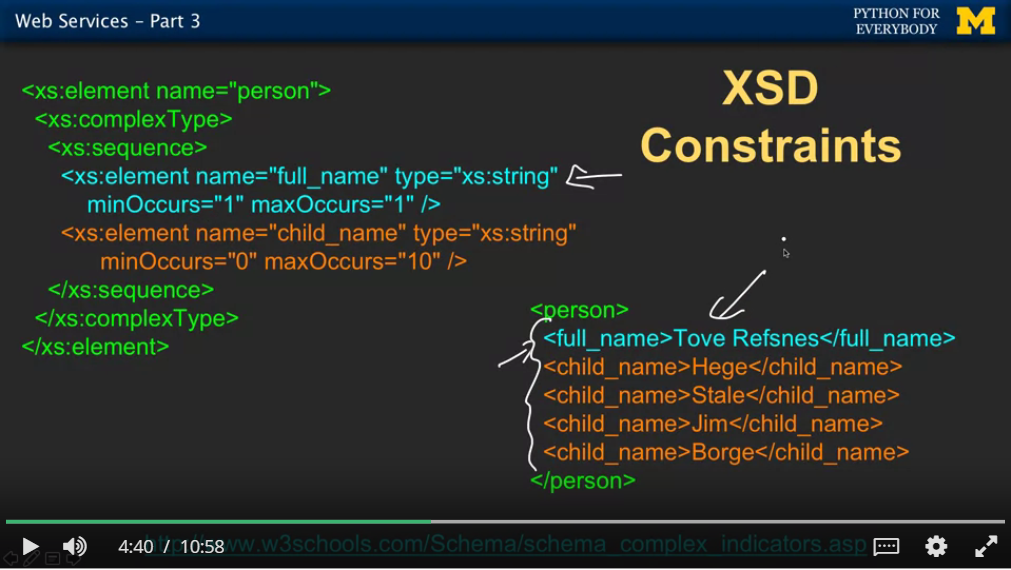 Web Services – Part 3
PYTHON FOR
EVERYBODY
M
XSD
Constraints
<xs:element name="person">
<xs:complexType>
<xs:sequence>
<xs:element name="full_name" type="xs:string"
minOccurs="1" maxOccurs="1" />
<xs:element name="child_name" type="xs:string"
minOccurs="0" maxOccurs="10" />
</xs:sequence>
</xs:complexType>
</xs:element>
<person>
<full_name>Tove Refsnes</full_name>
<child_name>Hege</child_name>
<child_name>Stale</child_name>
<child_name>Jim</child_name>
<child_name>Borge</child_name>
</person>
http://www.w3schools.com/Schema/schema_complex_indicators.asp
4:40 / 10:58